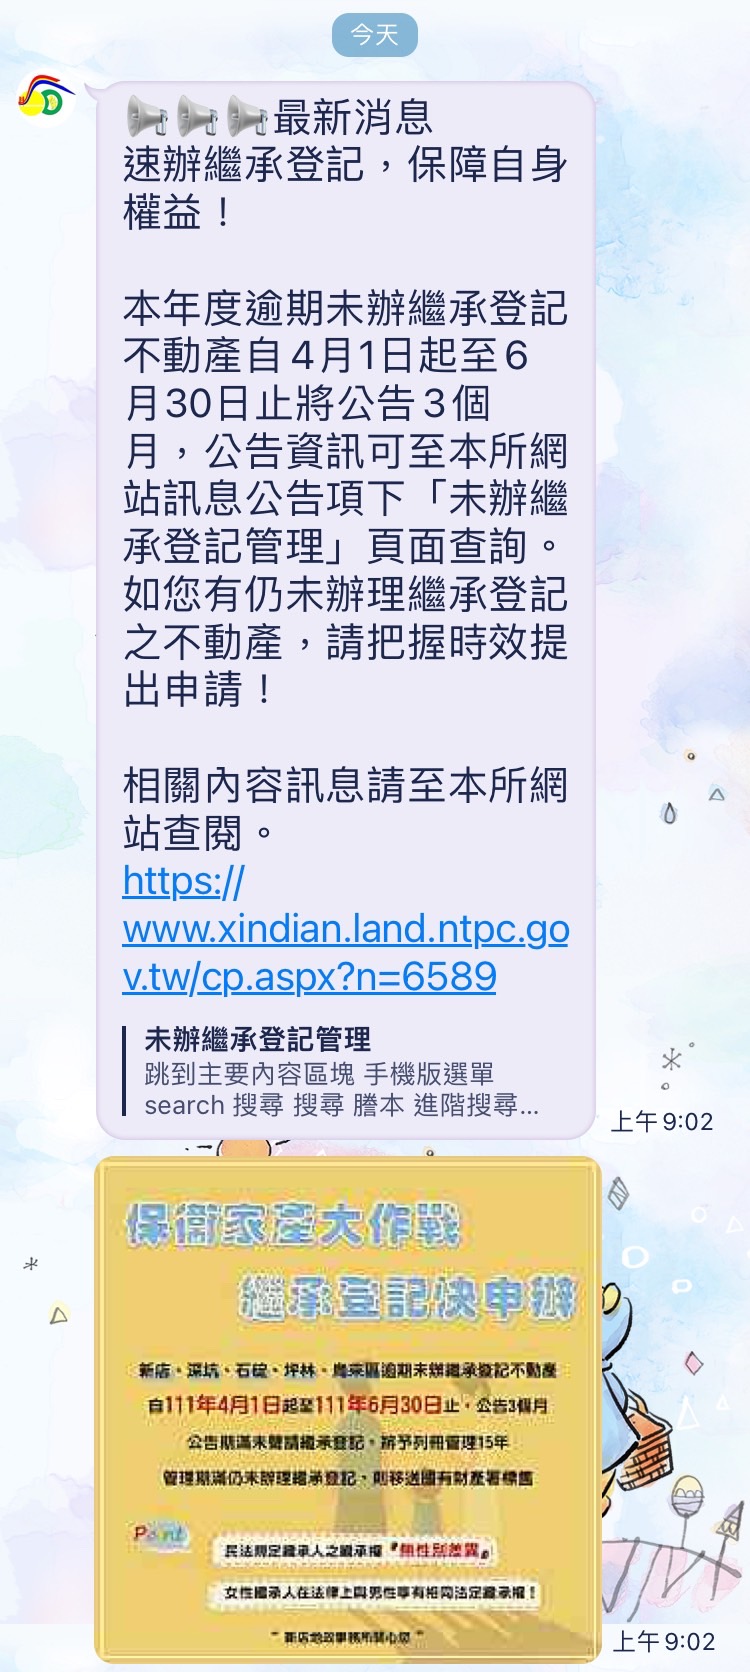 今天
📢📢📢最新消息
速辦繼承登記，保障自身
權益！
本年度逾期未辦繼承登記
不動產自4月1日起至6
月30日止將公告3個
月，公告資訊可至本所網
站訊息公告項下「未辦繼
承登記管理」頁面查詢。
如您有仍未辦理繼承登記
之不動產，請把握時效提
出申請！
相關內容訊息請至本所網
站查閱。
https://
www.xindian.land.ntpc.go
v.tw/cp.aspx?n=6589
未辦繼承登記管理
跳到主要內容區塊 手機版選單
search 搜尋 搜尋 謄本 進階搜尋...
上午9:02
保衛家產大作戰
繼承登記快申辦
新店、深坑、石碇、坪林、烏來區逾期未辦繼承登記不動產
自111年4月1日起至111年6月30日止，公告3個月
公告期滿未聲請繼承登記，將予列冊管理15年
管理期滿仍未辦理繼承登記，則移送國有財產署標售
Point
民法規定繼承人之繼承權『無性別差異』
女性繼承人在法律上與男性享有相同法定繼承權！
~ 新店地政事務所關心您 ~
上午9:02